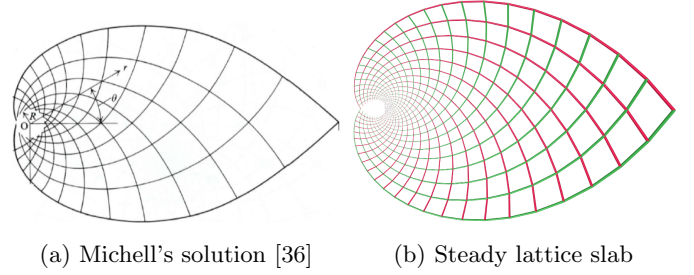 r
θ
R
O
(a) Michell's solution [36]
(b) Steady lattice slab